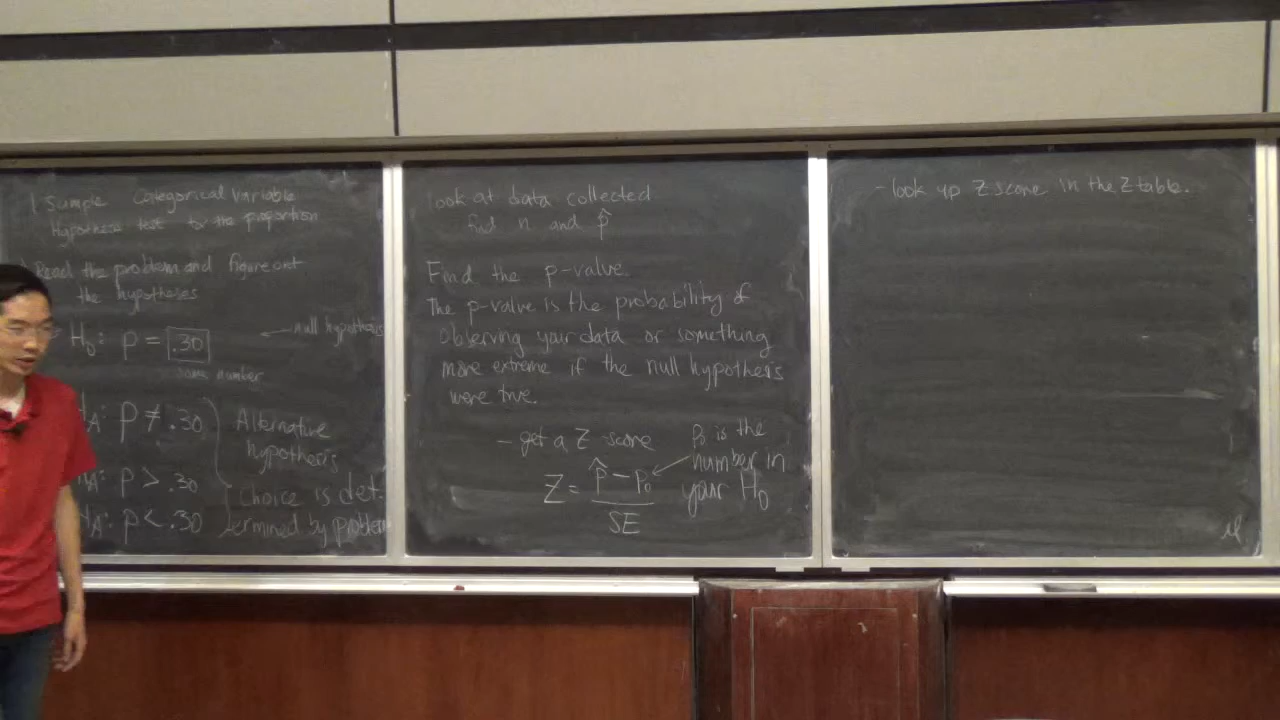 1 Sample Categorical Variable
Hypothesis test for the proportion
Read the problem and figure out
the hypotheses
H₀: P = .30 ← null hypothesis
some number
HA: P ≠ .30
Alternative
hypothesis
HA: P > .30
HA: P < .30
Choice is det-
ermined by problem
look at data collected
find n and p̂
Find the p-value.
The p-value is the probability of
observing your data or something
more extreme if the null hypothesis
were true.
- get a Z score
Z = (p̂ - p₀) / SE
p₀ is the
number in
your H₀
- look up Z score in the Z table.